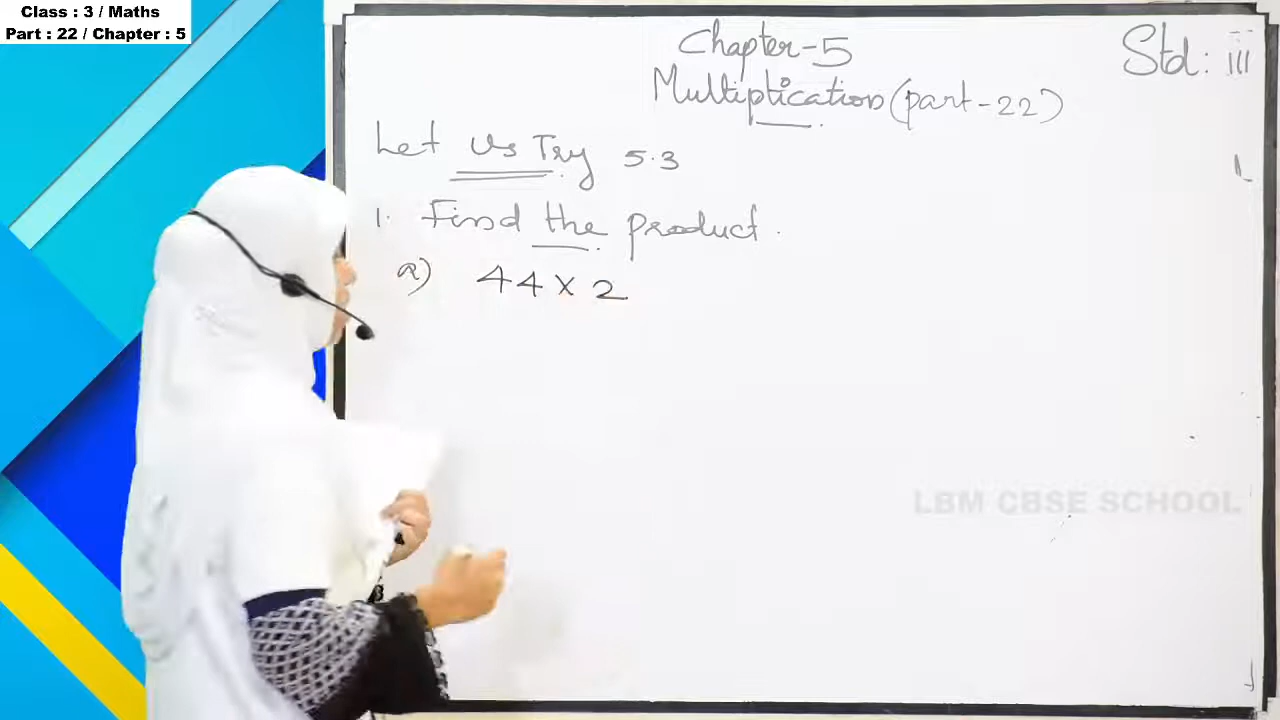 Class : 3 / Maths
Part : 22 / Chapter : 5
Chapter-5
Std: iii
Multiplication (part-22)
Let Us Try 5.3
1. Find the product.
a) 44 x 2
LBM CBSE SCHOOL